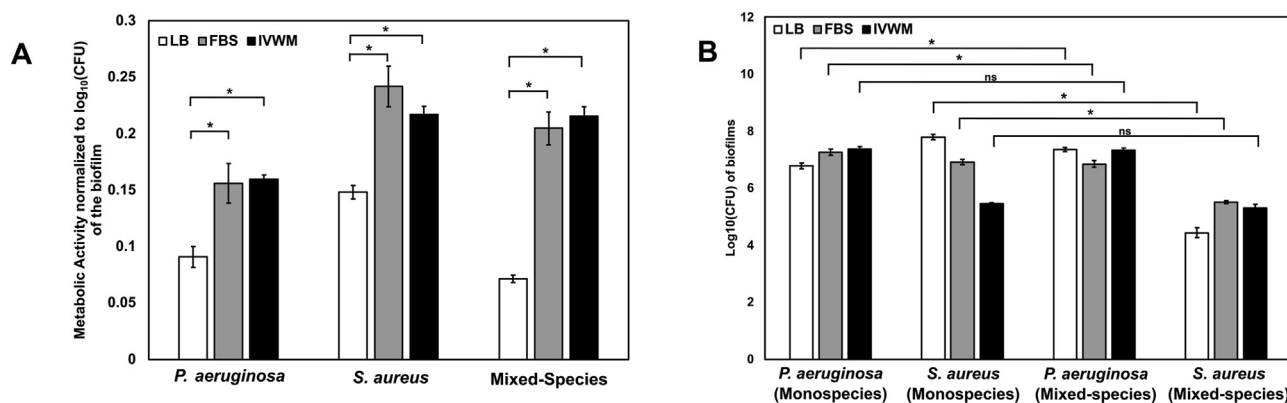 A
Metabolic Activity normalized to log10(CFU)
of the biofilm
0.3
0.25
0.2
0.15
0.1
0.05
0
LB FBS IVWM
*
*
*
*
*
*
P. aeruginosa
S. aureus
Mixed-Species
B
Log10(CFU) of biofilms
12
10
8
6
4
2
0
LB FBS IVWM
*
*
ns
*
*
ns
P. aeruginosa
(Monospecies)
S. aureus
(Monospecies)
P. aeruginosa
(Mixed-species)
S. aureus
(Mixed-species)